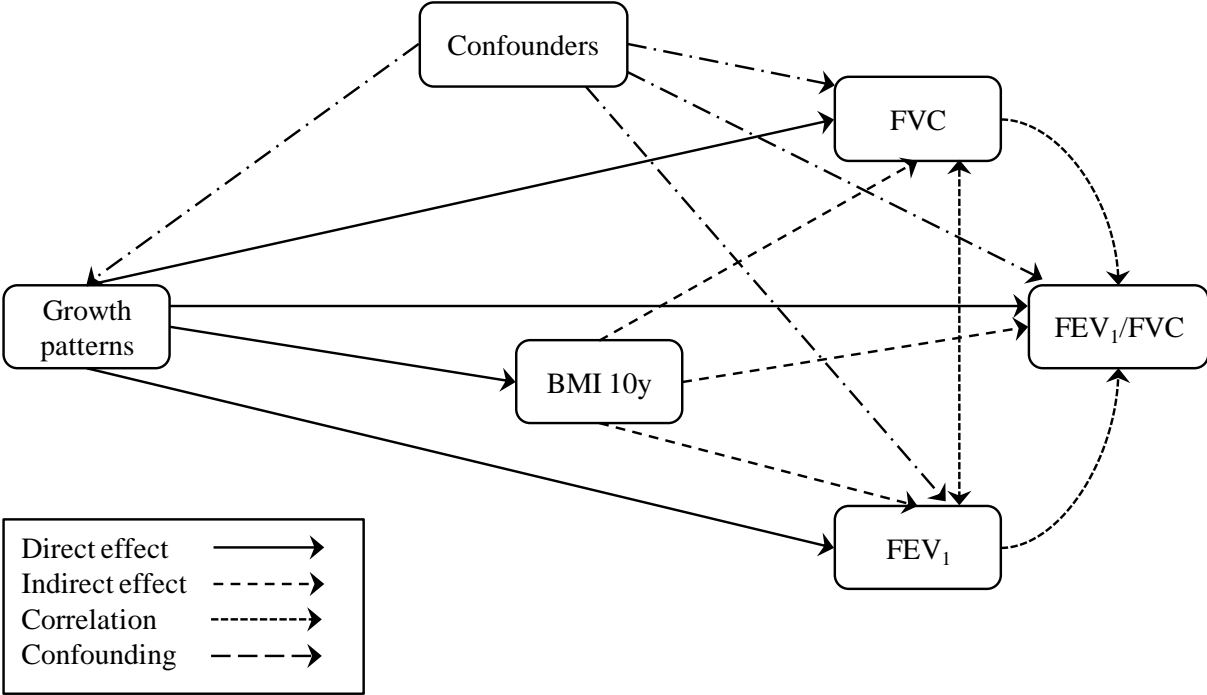 Confounders
FVC
Growth
patterns
FEV₁/FVC
BMI 10y
FEV₁
Direct effect
Indirect effect
Correlation
Confounding